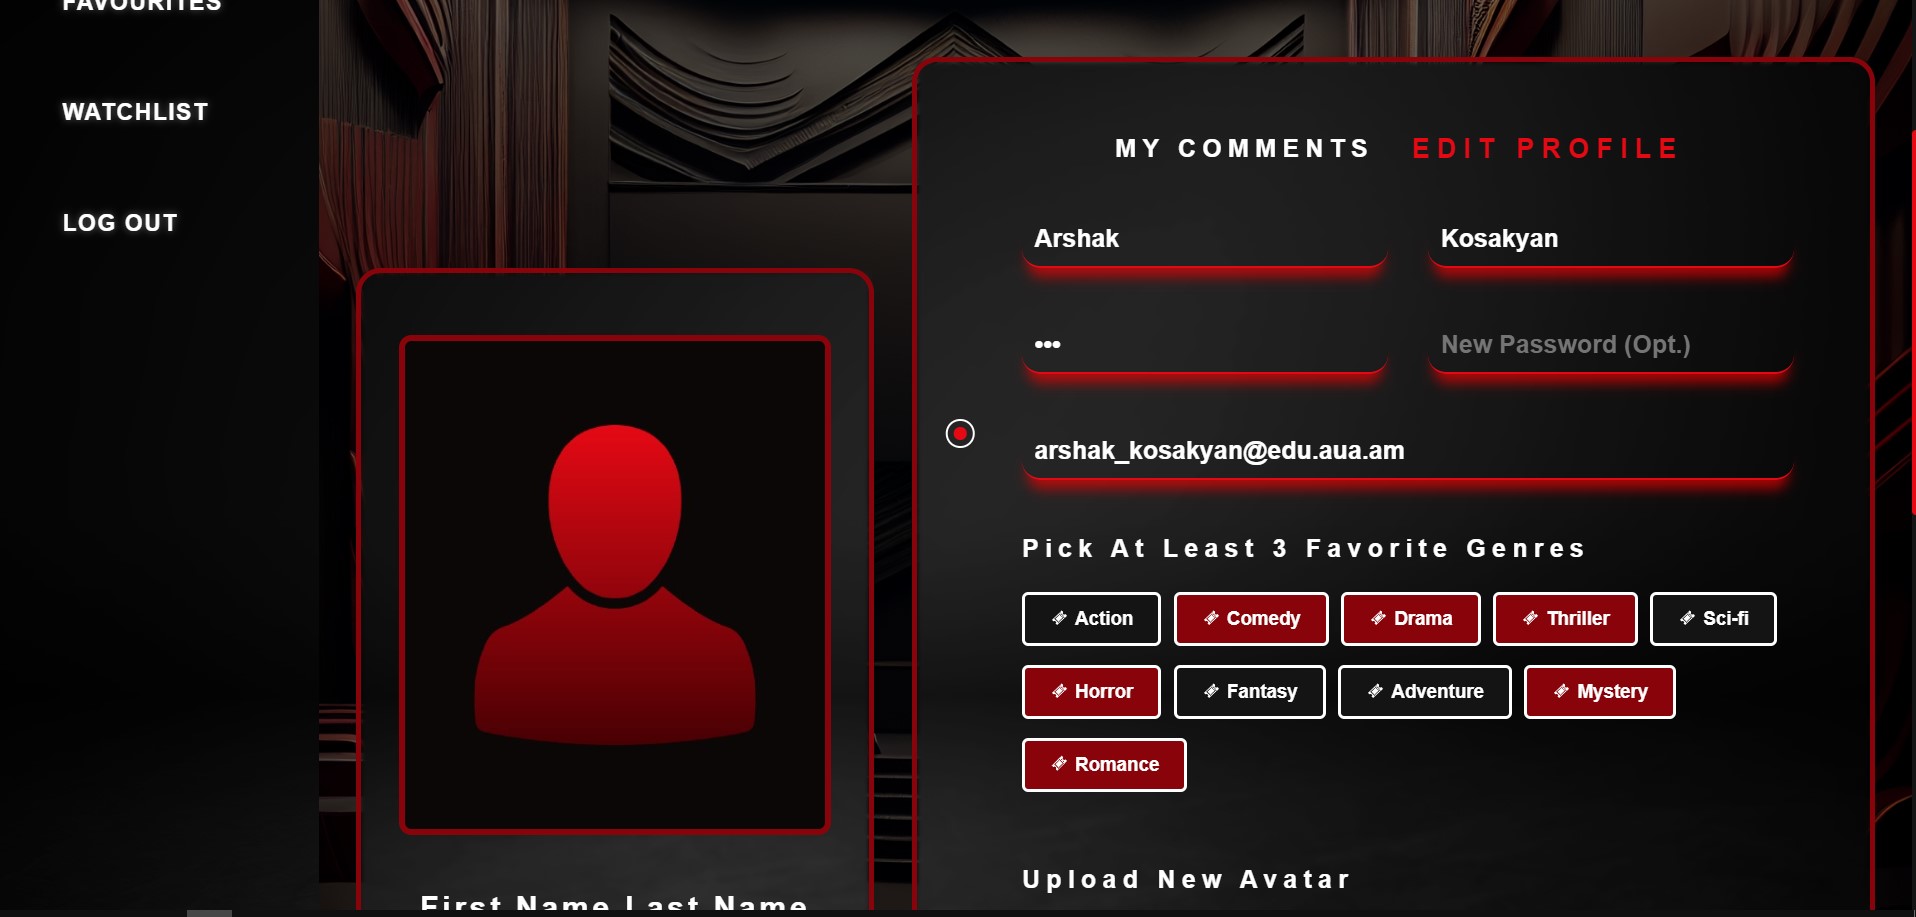 FAVOURITES
WATCHLIST
LOG OUT
First Name Last Name
MY COMMENTS EDIT PROFILE
Arshak Kosakyan
••• New Password (Opt.)
arshak_kosakyan@edu.aua.am
Pick At Least 3 Favorite Genres
Action Comedy Drama Thriller Sci-fi
Horror Fantasy Adventure Mystery
Romance
Upload New Avatar